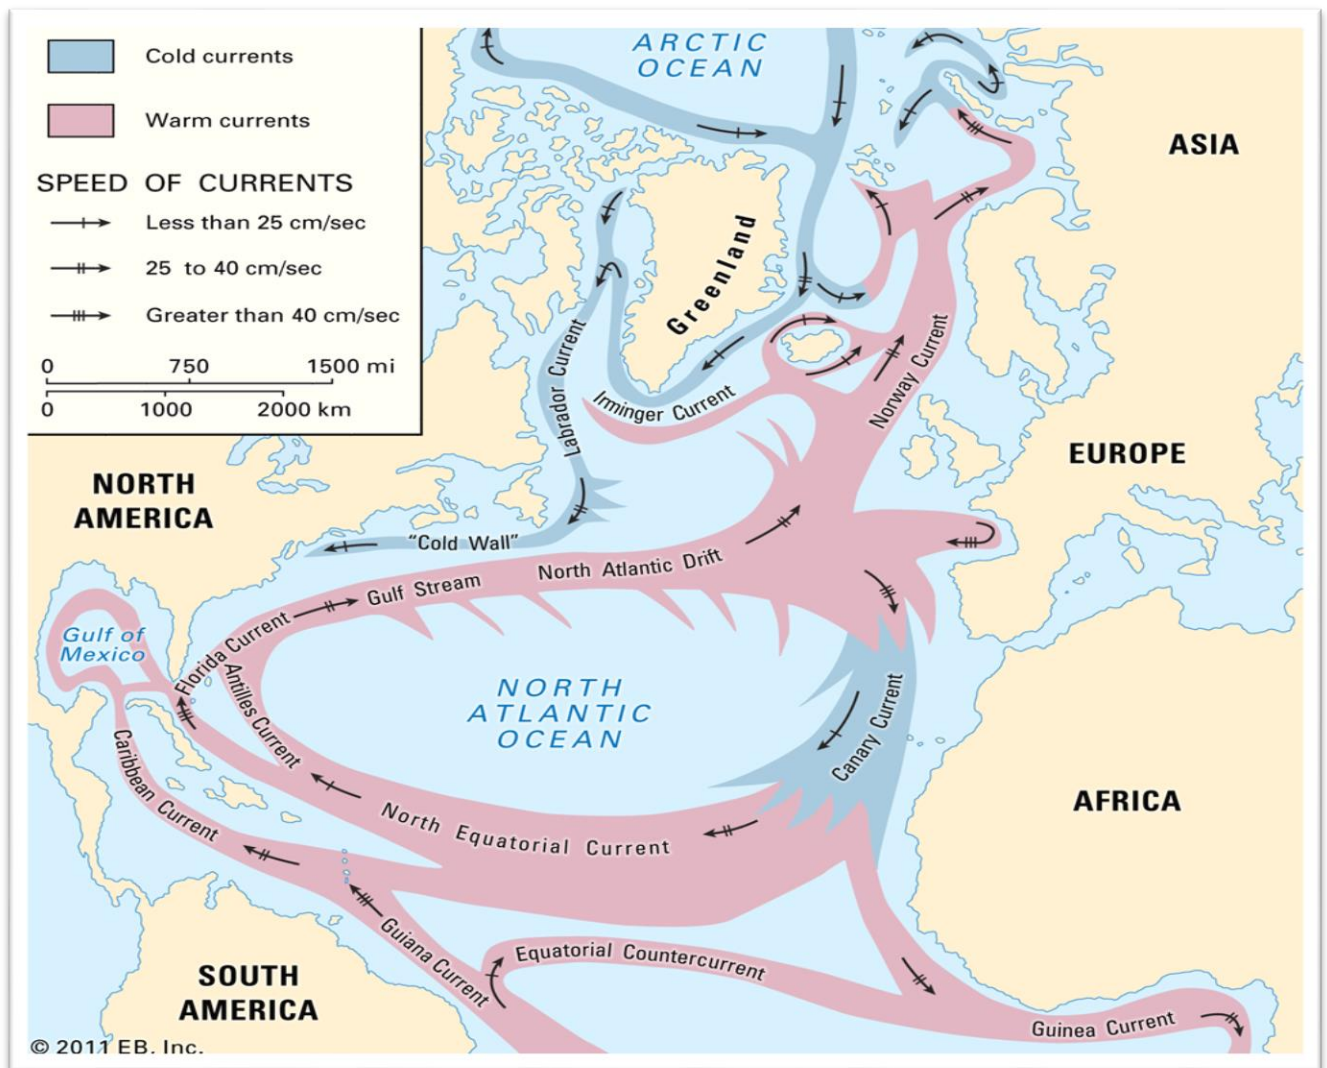 Cold currents
Warm currents
SPEED OF CURRENTS
Less than 25 cm/sec
25 to 40 cm/sec
Greater than 40 cm/sec
0 750 1500 mi
0 1000 2000 km
ARCTIC
OCEAN
ASIA
Greenland
Labrador Current
Irminger Current
Norway Current
EUROPE
NORTH
AMERICA
"Cold Wall"
North Atlantic Drift
Gulf Stream
Florida Current
Gulf of
Mexico
Antilles Current
NORTH
ATLANTIC
OCEAN
Canary Current
Caribbean Current
North Equatorial Current
AFRICA
Guiana Current
Equatorial Countercurrent
SOUTH
AMERICA
Guinea Current
© 2011 EB, Inc.